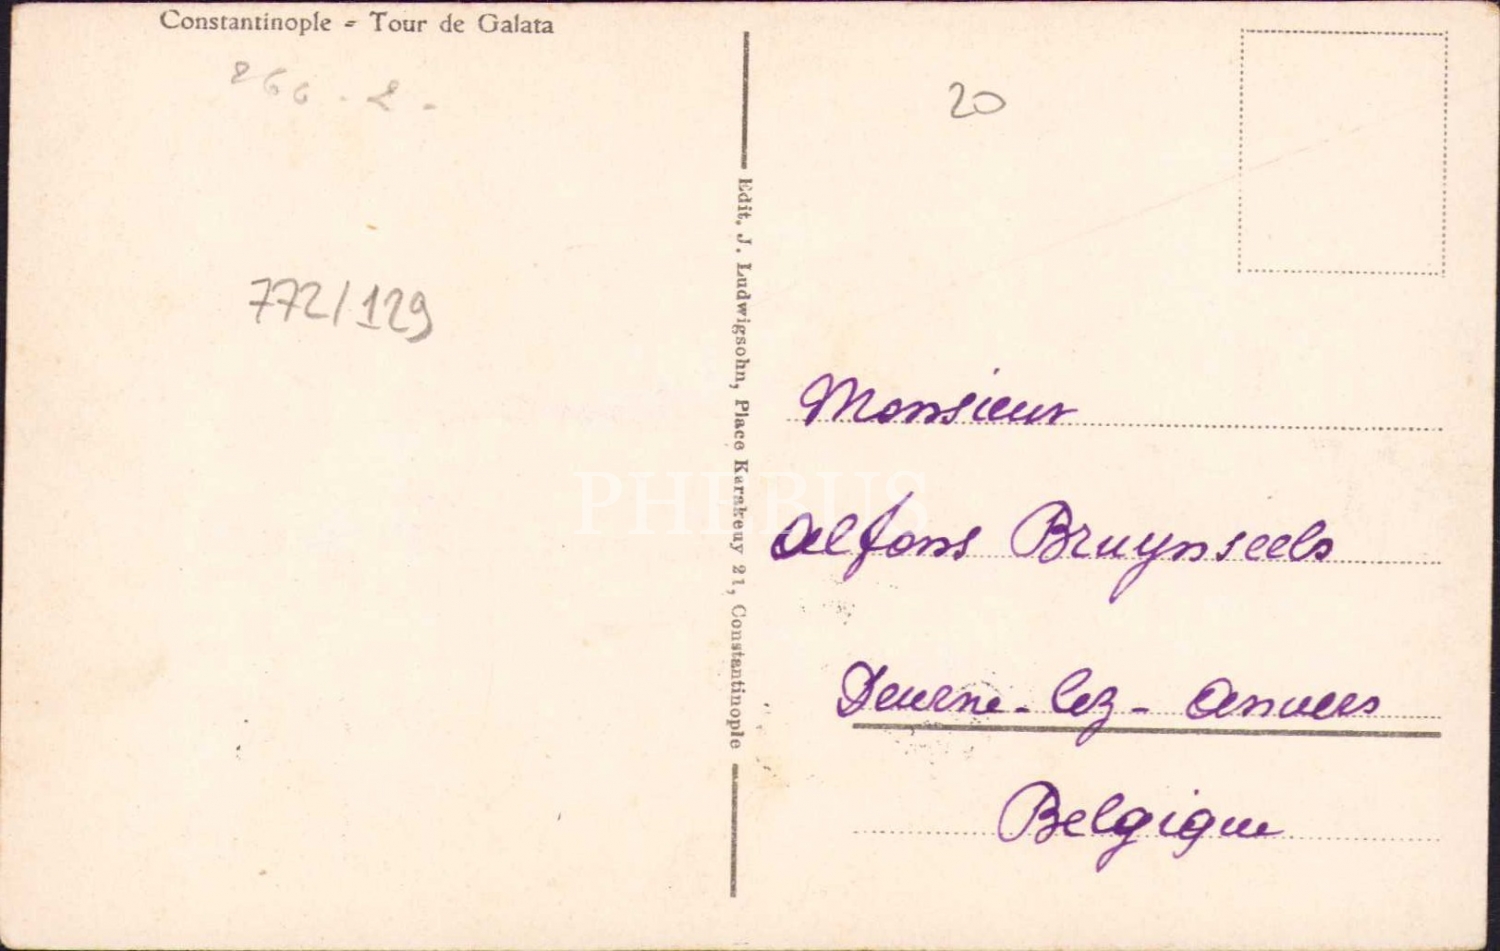 Constantinople - Tour de Galata
266-2-
772/129
Edit. J. Ludwigsohn, Place Karakeuy 21, Constantinople
20
Monsieur
Alfons Bruynseels
Deurne-lez-Anvers
Belgique
PHEBUS